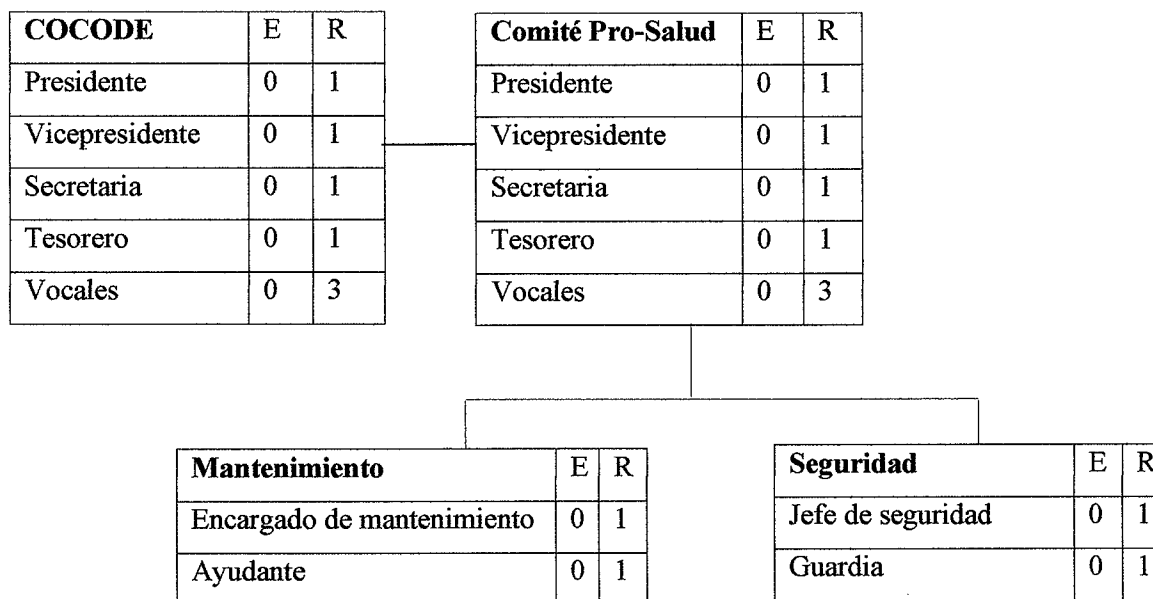 COCODE E R
Presidente 0 1
Vicepresidente 0 1
Secretaria 0 1
Tesorero 0 1
Vocales 0 3
Comité Pro-Salud E R
Presidente 0 1
Vicepresidente 0 1
Secretaria 0 1
Tesorero 0 1
Vocales 0 3
Mantenimiento E R
Encargado de mantenimiento 0 1
Ayudante 0 1
Seguridad E R
Jefe de seguridad 0 1
Guardia 0 1